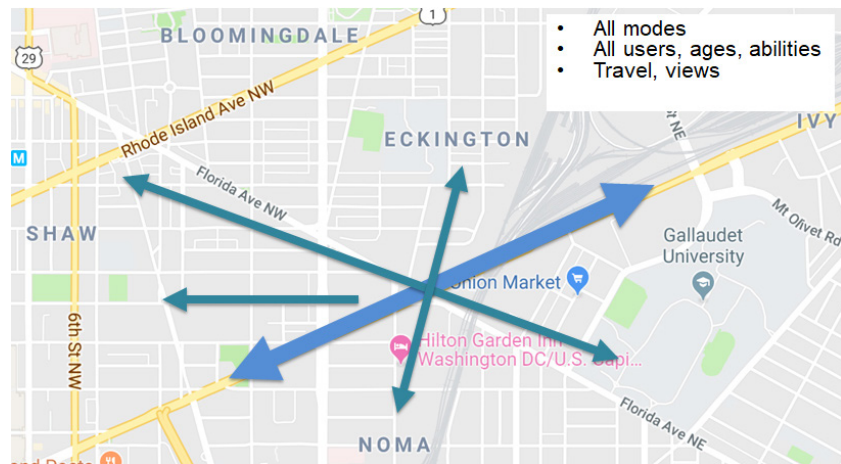 BLOOMINGDALE
1
• All modes
• All users, ages, abilities
• Travel, views
29
Rhode Island Ave NW
NE
IVY
M
ECKINGTON
Florida Ave NW
Mt Olivet Rd
SHAW
Gallaudet
University
Union Market
6th St NW
Hilton Garden Inn
Washington DC/U.S. Capi...
Florida Ave NE
NOMA